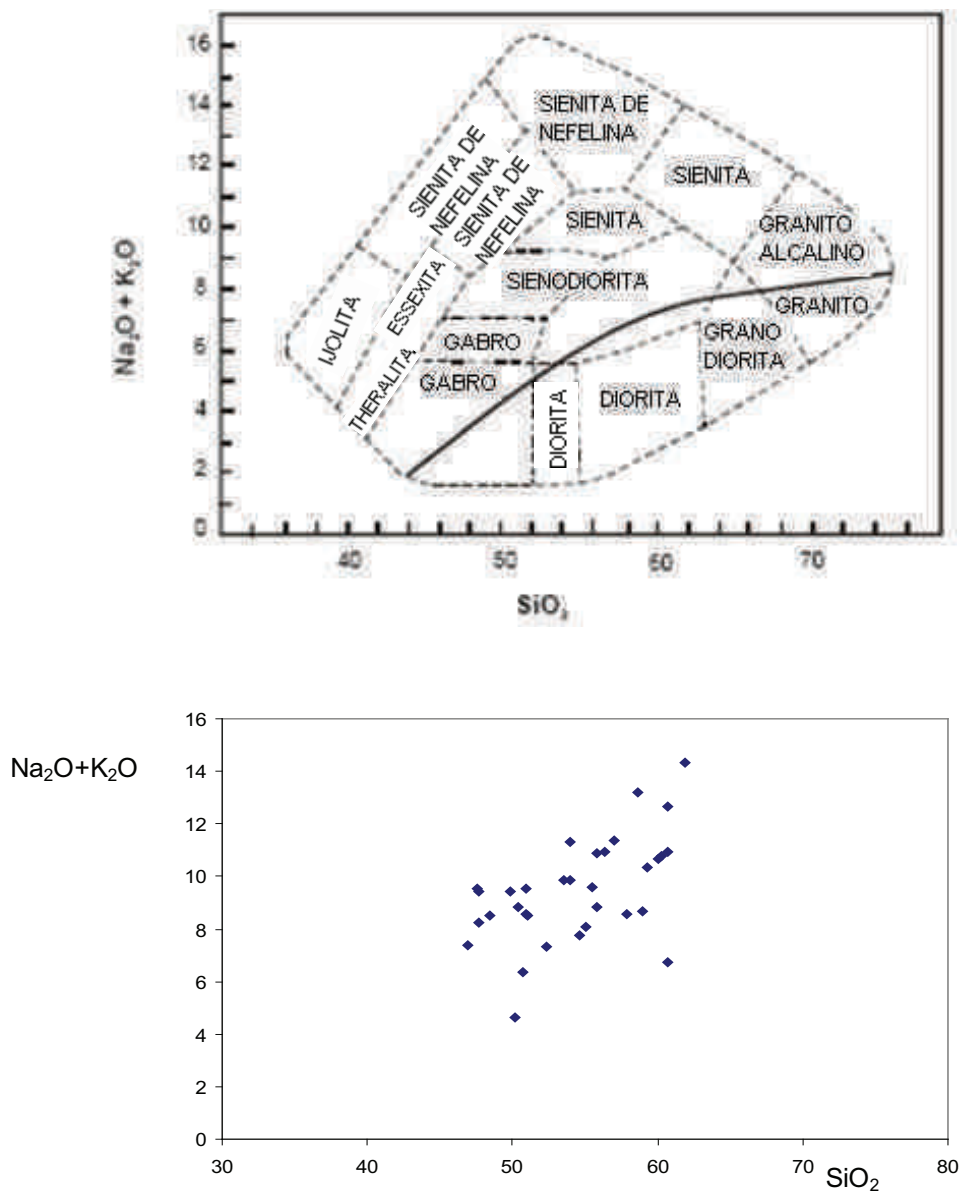 16
14
12
10
8
6
4
2
0
Na₂O + K₂O
SIENITA DE
NEFELINA
SIENITA DE
NEFELINA
SIENITA DE
NEFELINA
SIENITA
SIENITA
GRANITO
ALCALINO
GRANITO
SIENODIORITA
IJOLITA
ESSEXITA
THERALITA
GABRO
GABRO
GRANO
DIORITA
DIORITA
DIORITA
40 50 60 70
SiO₂
Na₂O+K₂O
16
14
12
10
8
6
4
2
0
30 40 50 60 70 80
SiO₂